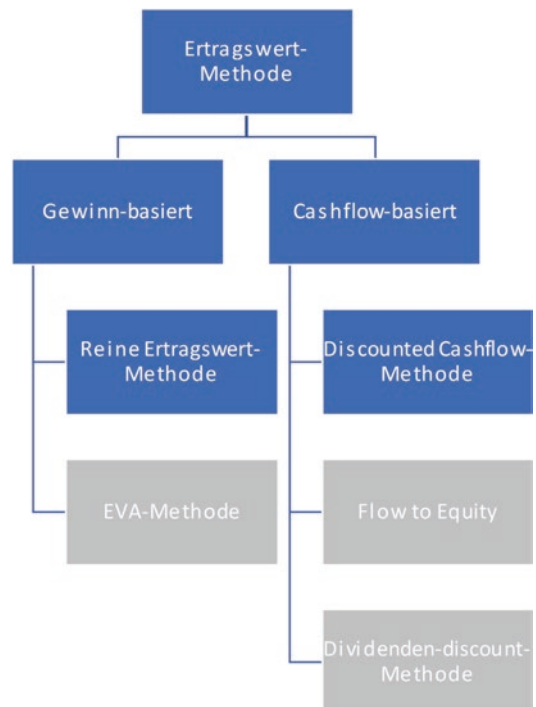 Ertragswert-
Methode
Gewinn-basiert
Cashflow-basiert
Reine Ertragswert-
Methode
Discounted Cashflow-
Methode
EVA-Methode
Flow to Equity
Dividenden-discount-
Methode